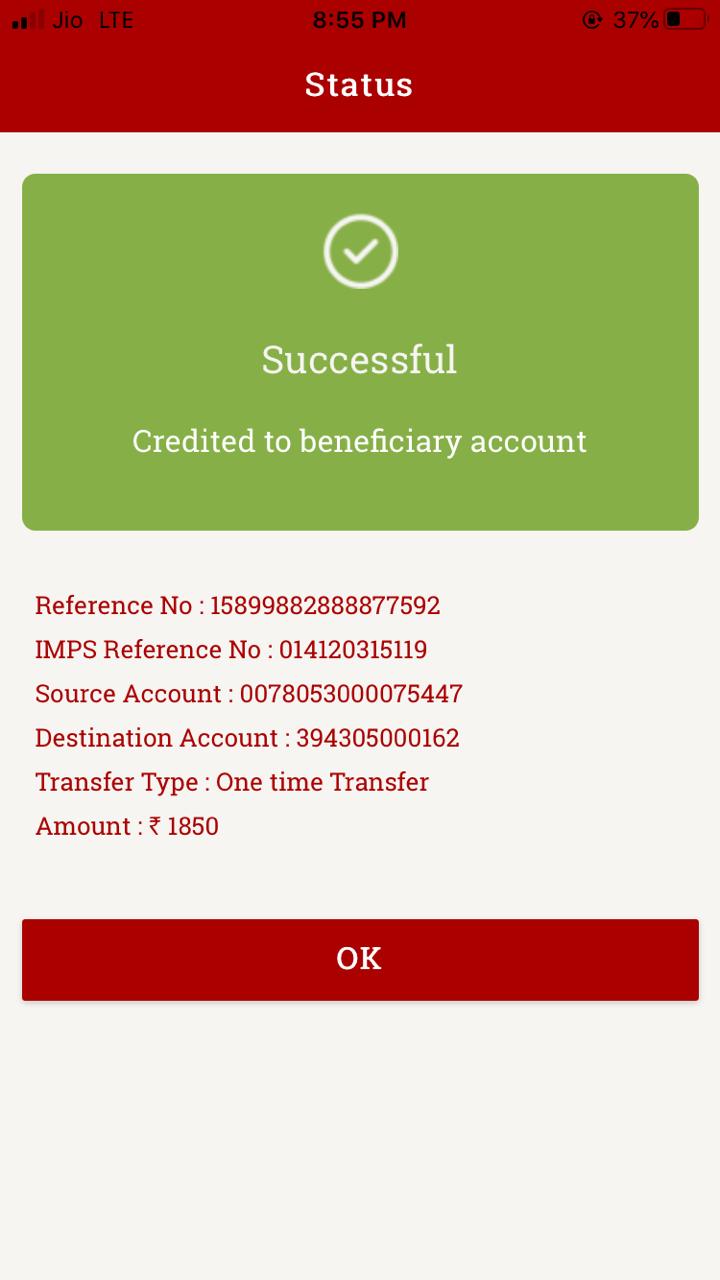 Jio LTE 8:55 PM 37%
Status
Successful
Credited to beneficiary account
Reference No : 15899882888877592
IMPS Reference No : 014120315119
Source Account : 0078053000075447
Destination Account : 394305000162
Transfer Type : One time Transfer
Amount : ₹ 1850
OK